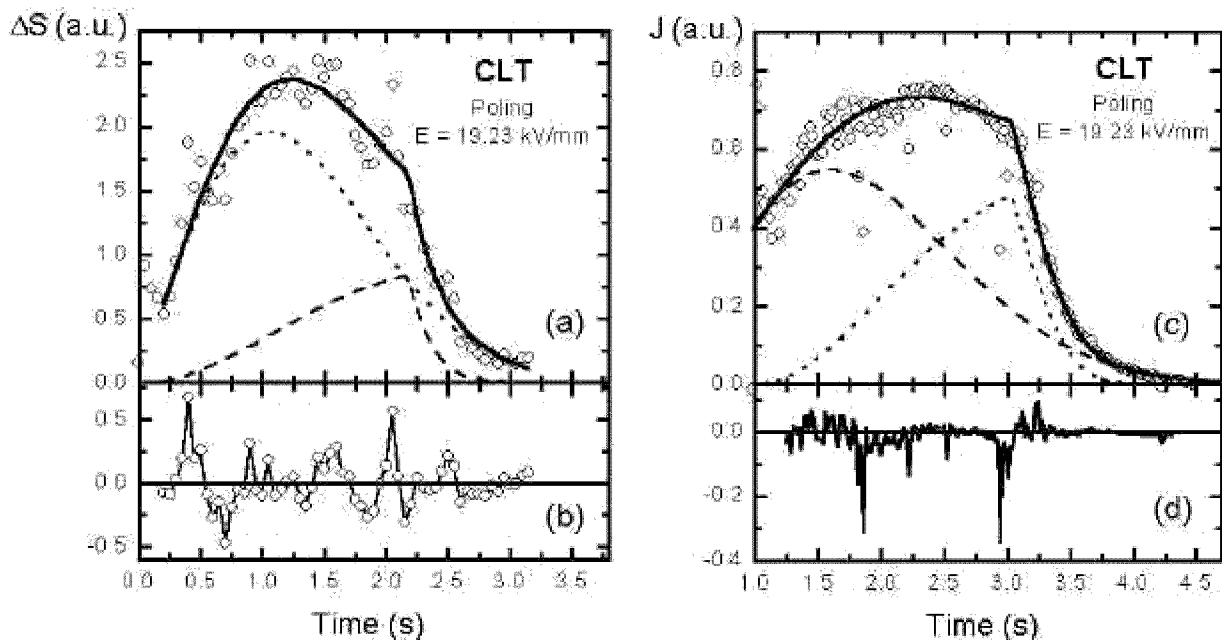 ΔS (a.u.)
2.5
2.0
1.5
1.0
0.5
0.0
CLT
Poling
E = 19.23 kV/mm
(a)
0.5
0.0
-0.5
(b)
0.0 0.5 1.0 1.5 2.0 2.5 3.0 3.5
Time (s)
J (a.u.)
0.8
0.6
0.4
0.2
0.0
CLT
Poling
E = 19.23 kV/mm
(c)
0.0
-0.2
-0.4
(d)
1.0 1.5 2.0 2.5 3.0 3.5 4.0 4.5
Time (s)